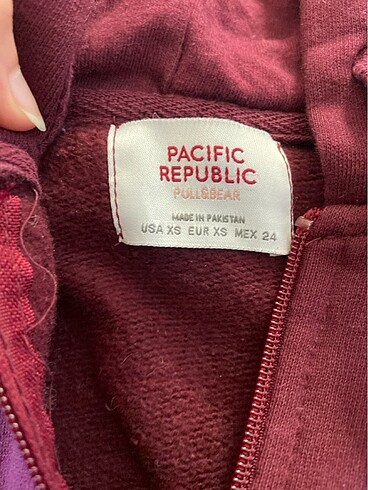 PACIFIC
REPUBLIC
PULL&BEAR
MADE IN PAKISTAN
USA XS EUR XS MEX 24